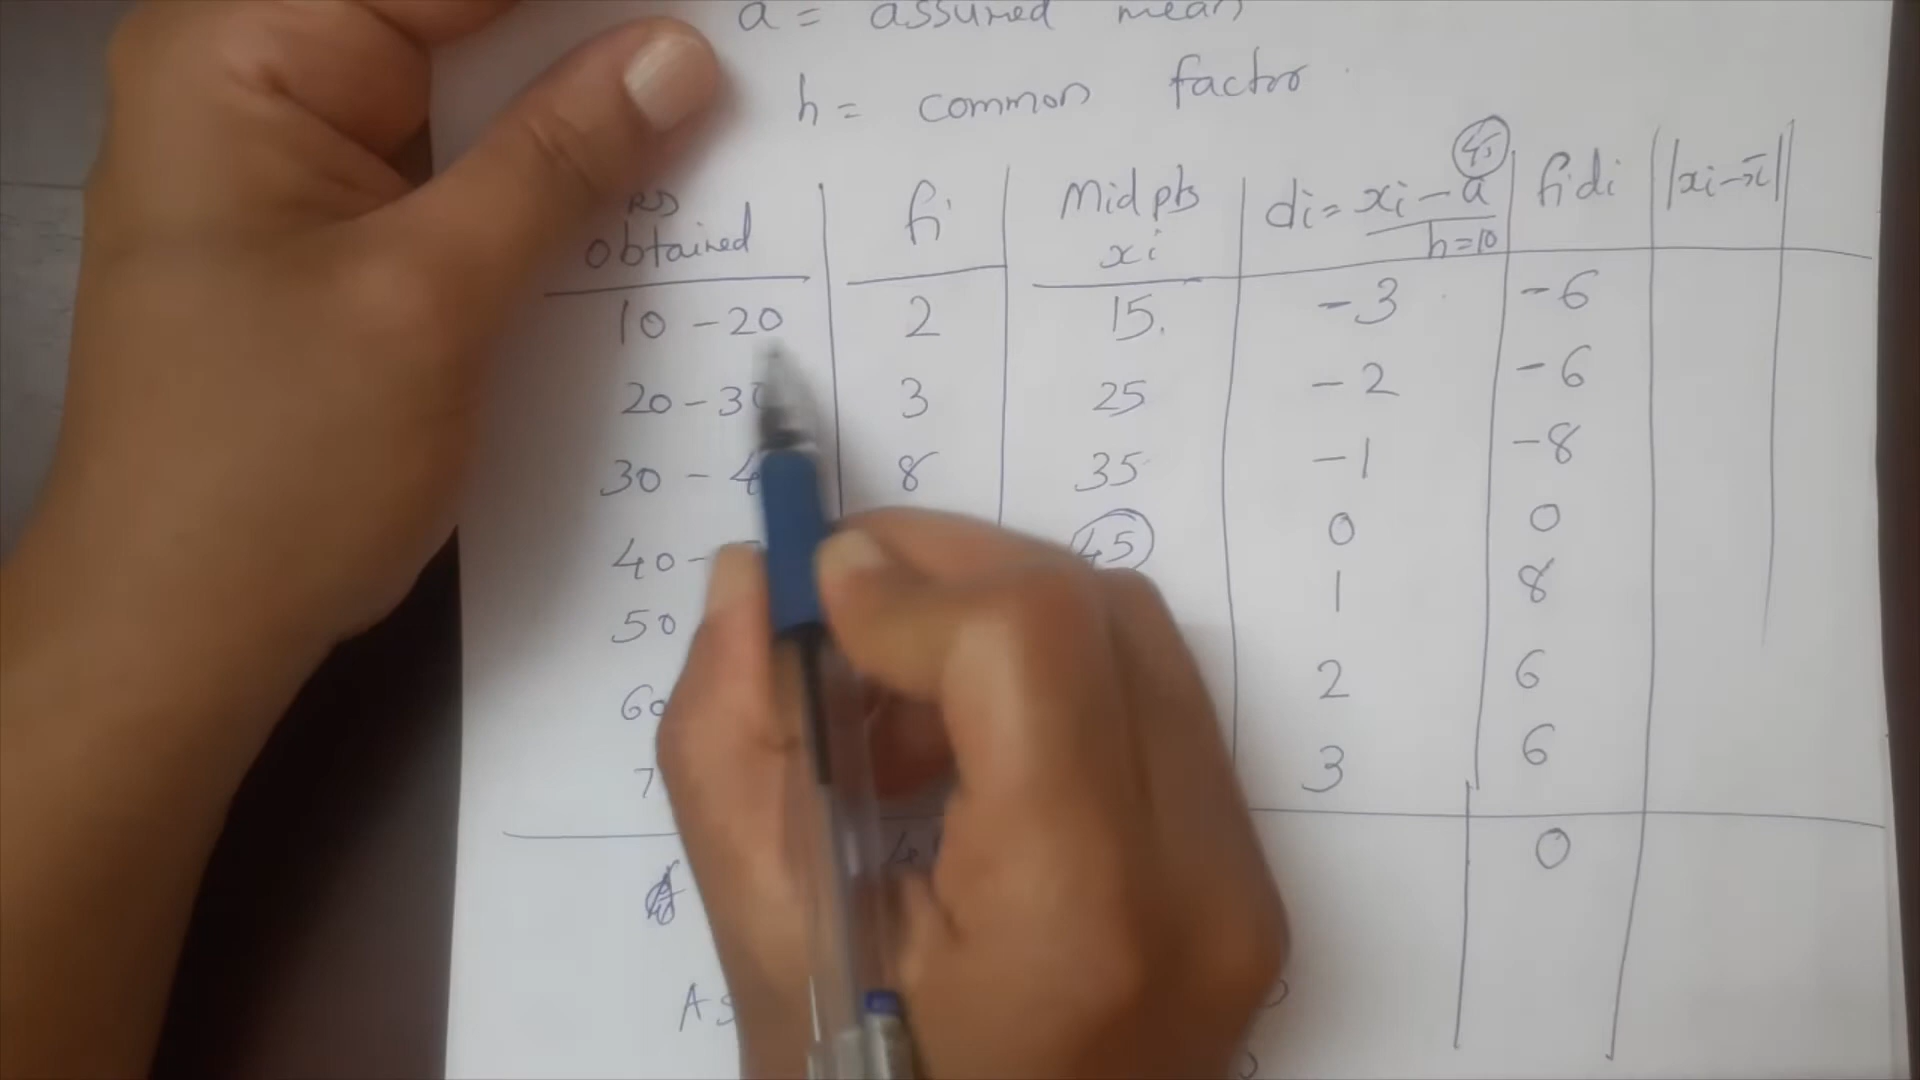 a = assured mean
h = common factor
obtained fi Mid pts xi di = xi - a / h = 10 45 fidi |xi - x̄|
10 - 20 2 15. -3 -6
20 - 30 3 25 -2 -6
30 - 4 8 35 -1 -8
40 - 45 0 0
50 1 8
60 2 6
7 3 6
0
As